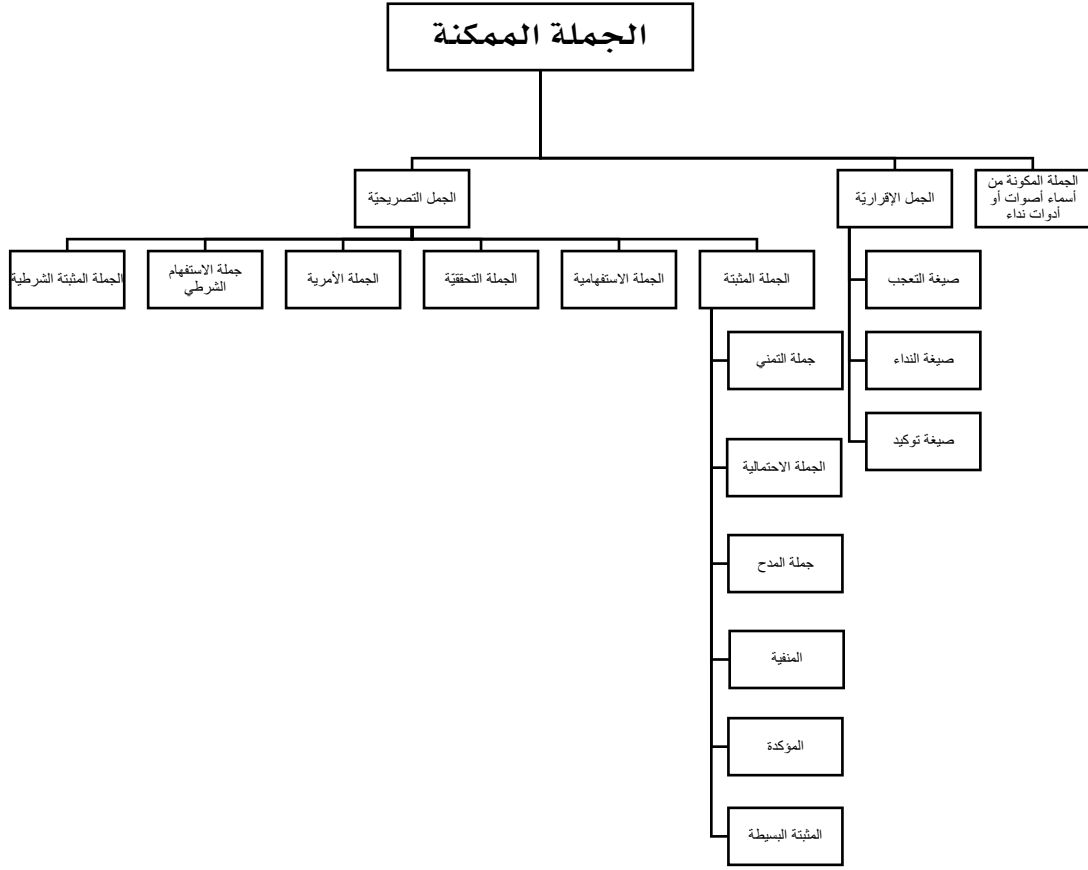 الجملة الممكنة
الجملة المكونة من
أسماء أصوات أو
أدوات نداء
الجمل الإقراريّة
الجمل التصريحيّة
صيغة التعجب
صيغة النداء
صيغة توكيد
الجملة المثبتة
الجملة الاستفهامية
الجملة التحققيّة
الجملة الأمرية
جملة الاستفهام
الشرطي
الجملة المثبتة الشرطية
جملة التمني
الجملة الاحتمالية
جملة المدح
المنفية
المؤكدة
المثبتة البسيطة